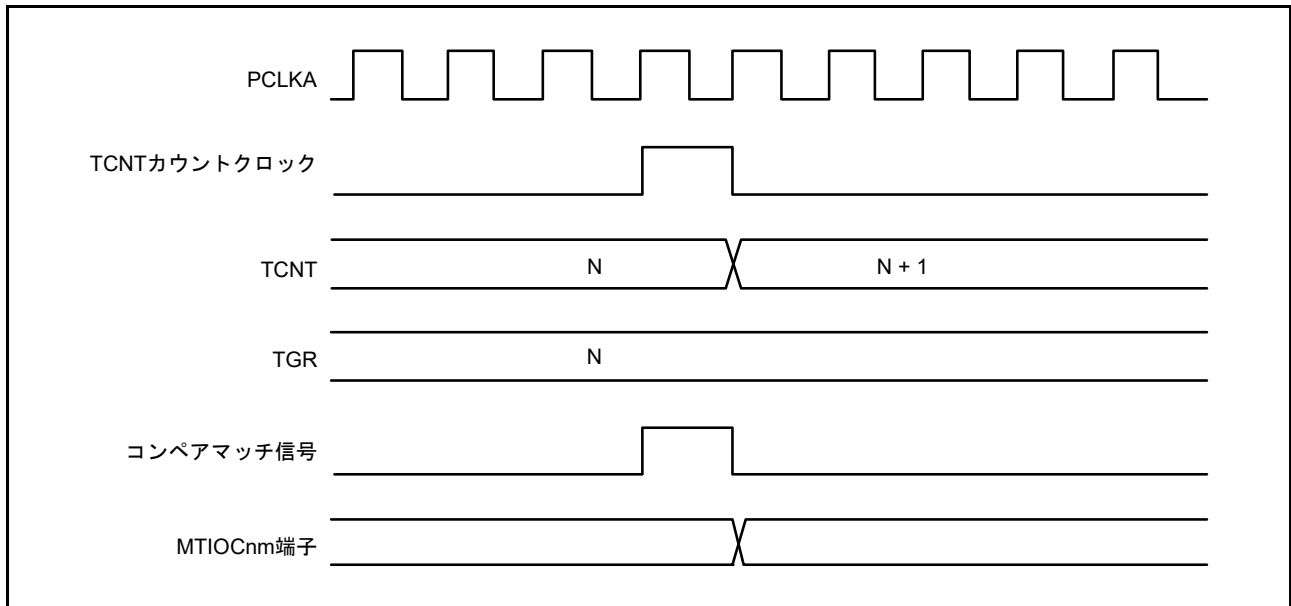 PCLKA
TCNTカウントクロック
TCNT
N
N + 1
TGR
N
コンペアマッチ信号
MTIOCnm端子